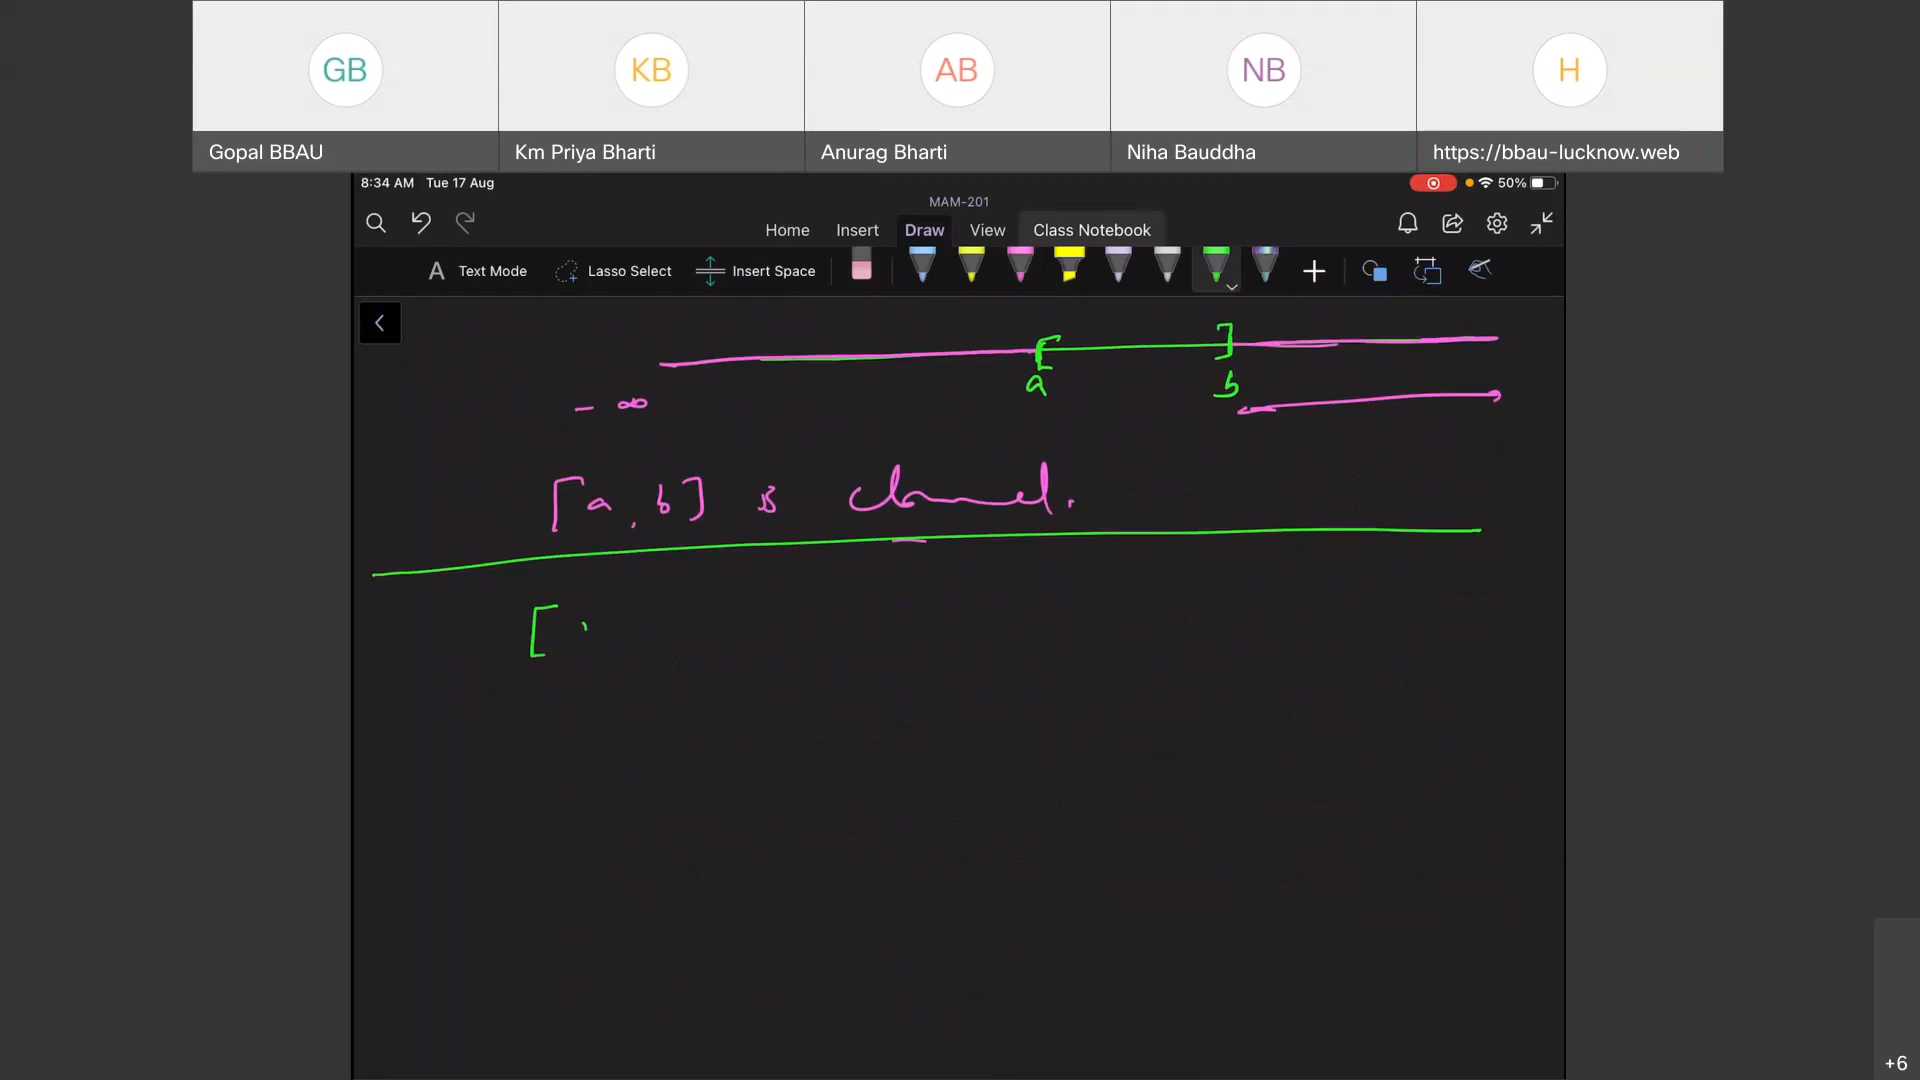 GB KB AB NB H
Gopal BBAU Km Priya Bharti Anurag Bharti Niha Bauddha https://bbau-lucknow.web
8:34 AM Tue 17 Aug 50%
MAM-201
Home Insert Draw View Class Notebook
A Text Mode Lasso Select Insert Space
[ ]
a b
- ∞
[a, b] is closed.
[
+6